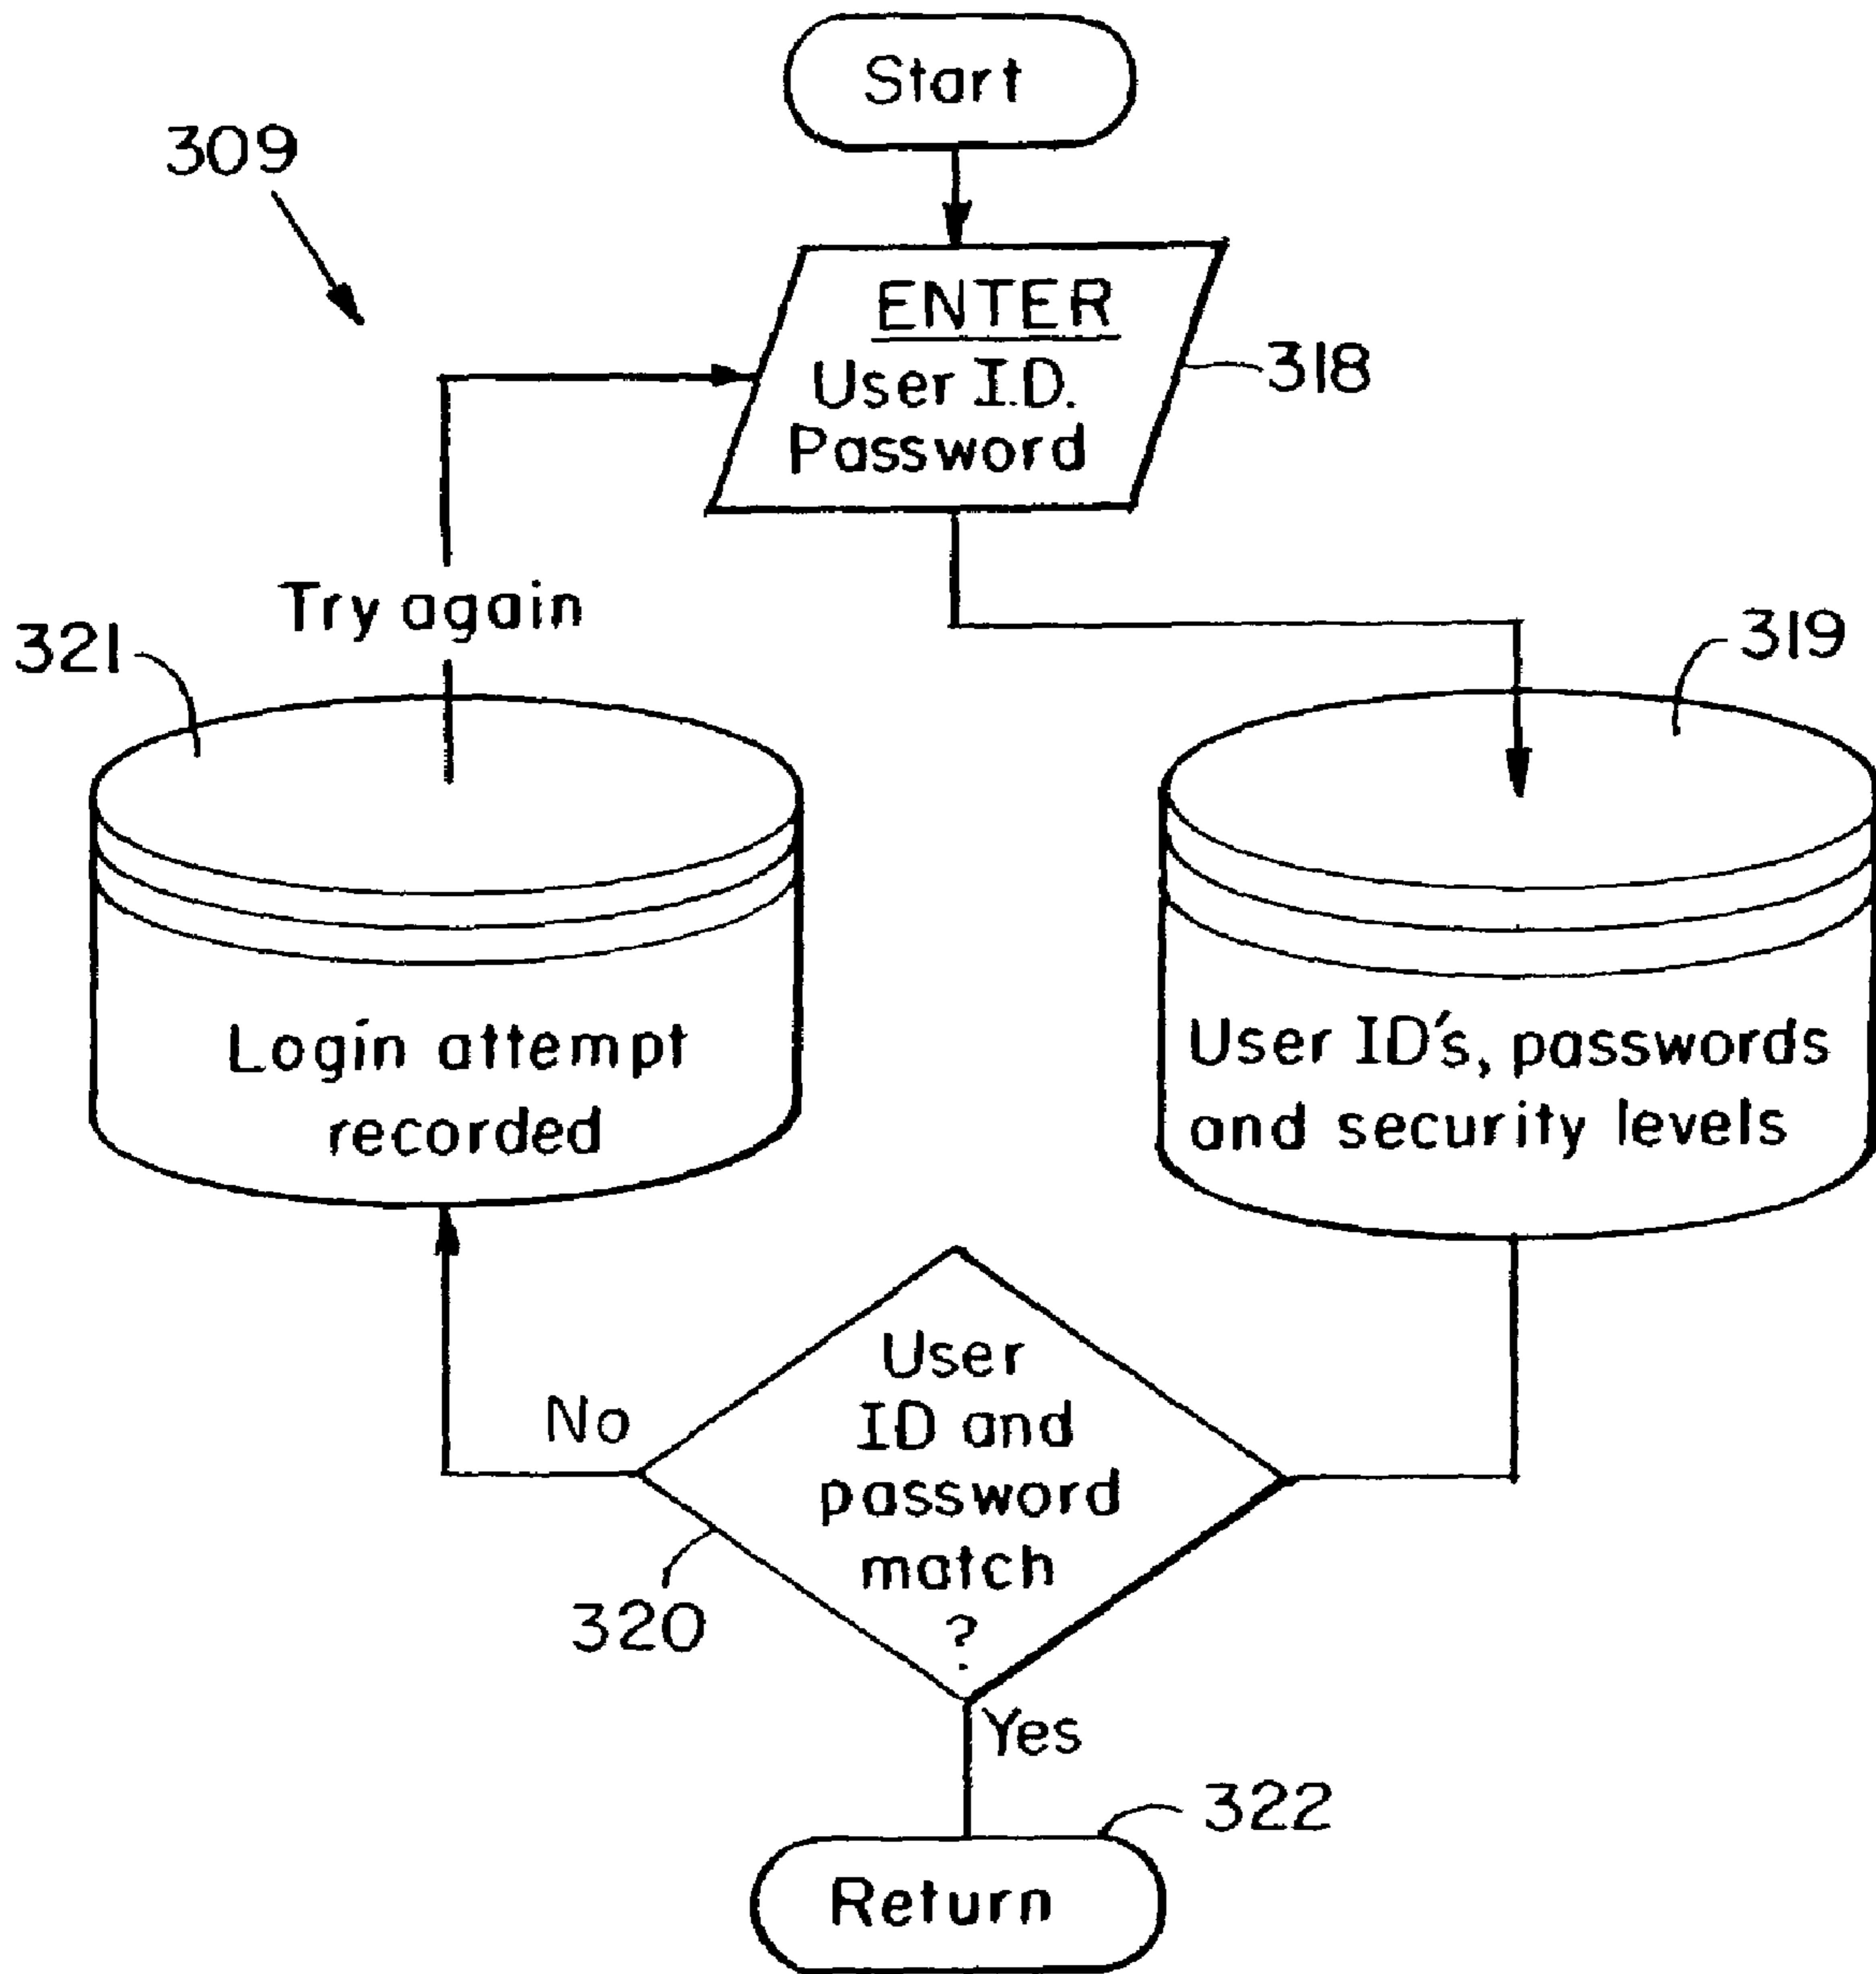 Start
309
ENTER
User I.D.
Password
318
Try again
321
319
Login attempt
recorded
User ID's, passwords
and security levels
User
ID and
password
match
?
No
320
Yes
322
Return